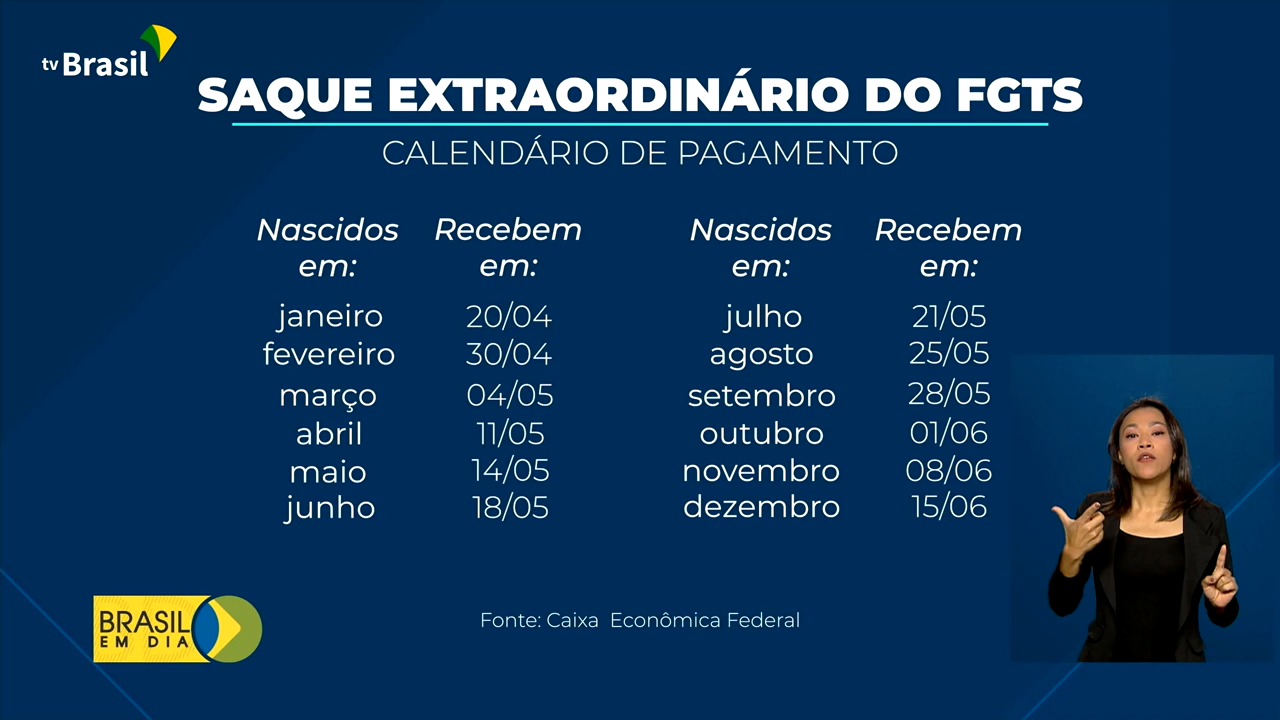 tv Brasil
SAQUE EXTRAORDINÁRIO DO FGTS
CALENDÁRIO DE PAGAMENTO
Nascidos em: Recebem em: Nascidos em: Recebem em:
janeiro 20/04 julho 21/05
fevereiro 30/04 agosto 25/05
março 04/05 setembro 28/05
abril 11/05 outubro 01/06
maio 14/05 novembro 08/06
junho 18/05 dezembro 15/06
BRASIL
EM DIA
Fonte: Caixa Econômica Federal